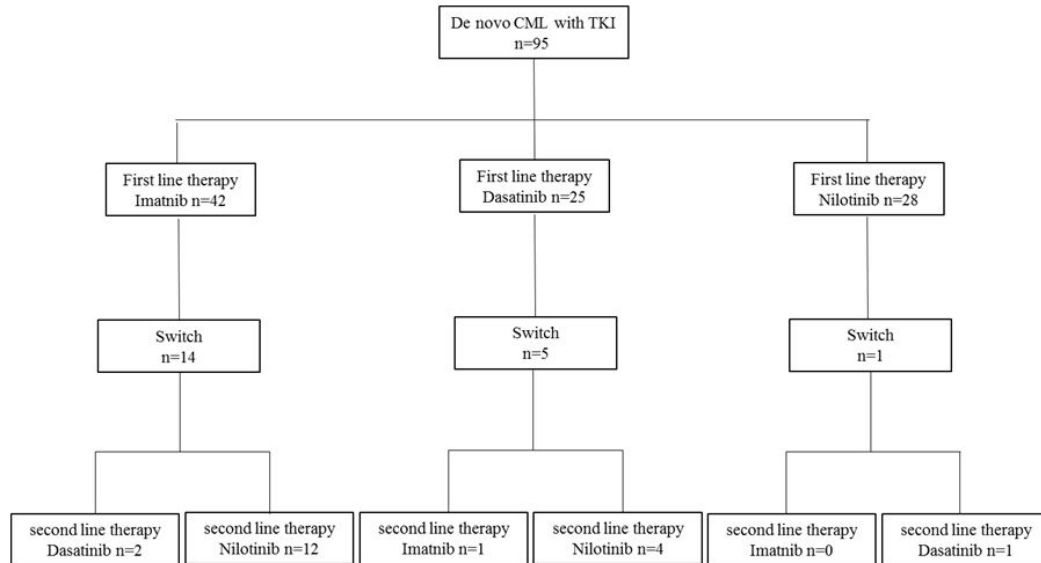 De novo CML with TKI
n=95
First line therapy
Imatnib n=42
First line therapy
Dasatinib n=25
First line therapy
Nilotinib n=28
Switch
n=14
Switch
n=5
Switch
n=1
second line therapy
Dasatinib n=2
second line therapy
Nilotinib n=12
second line therapy
Imatnib n=1
second line therapy
Nilotinib n=4
second line therapy
Imatnib n=0
second line therapy
Dasatinib n=1